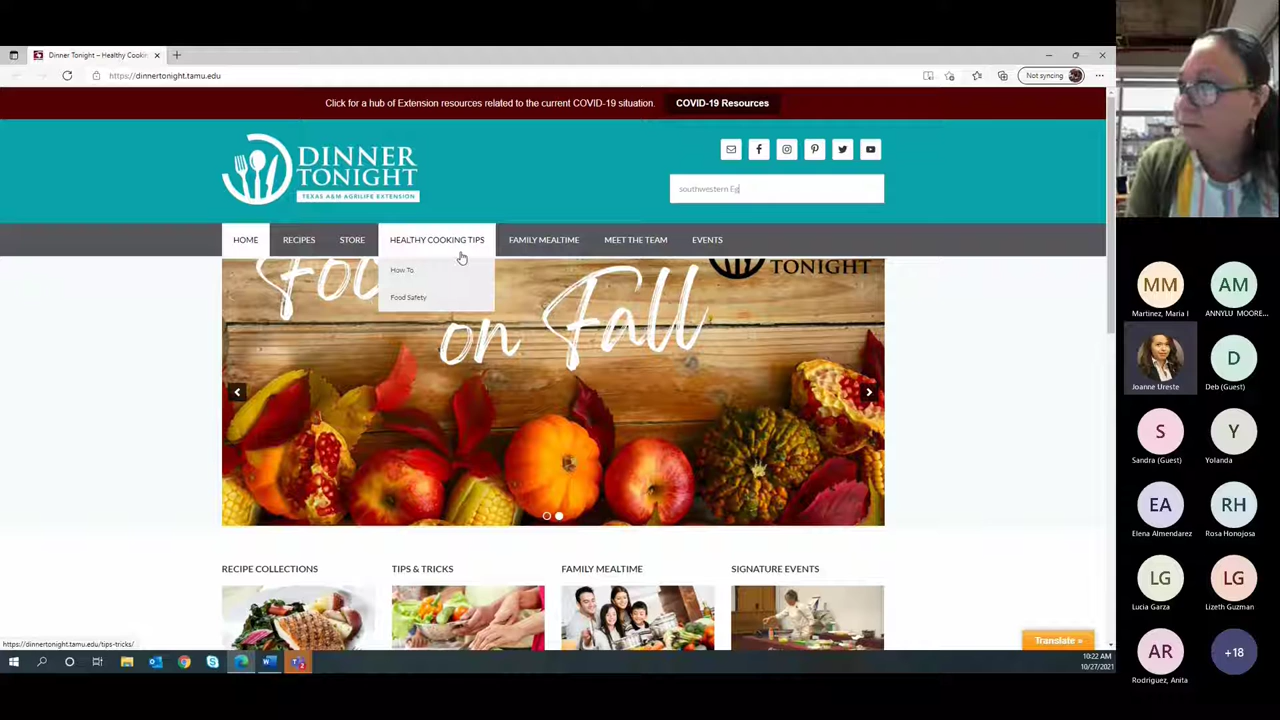 Dinner Tonight – Healthy Cookin
https://dinnertonight.tamu.edu
Not syncing
Click for a hub of Extension resources related to the current COVID-19 situation. COVID-19 Resources
DINNER
TONIGHT
TEXAS A&M AGRILIFE EXTENSION
southwestern Eg
HOME RECIPES STORE HEALTHY COOKING TIPS FAMILY MEALTIME MEET THE TEAM EVENTS
How To
Food Safety
TONIGHT
on Fall
RECIPE COLLECTIONS TIPS & TRICKS FAMILY MEALTIME SIGNATURE EVENTS
Translate »
https://dinnertonight.tamu.edu/tips-tricks/
10:22 AM
10/27/2021
MM AM
Martinez, Maria I ANNYLU MOORE...
D
Joanne Ureste Deb (Guest)
S Y
Sandra (Guest) Yolanda
EA RH
Elena Almendarez Rosa Honojosa
LG LG
Lucia Garza Lizeth Guzman
AR +18
Rodriguez, Anita